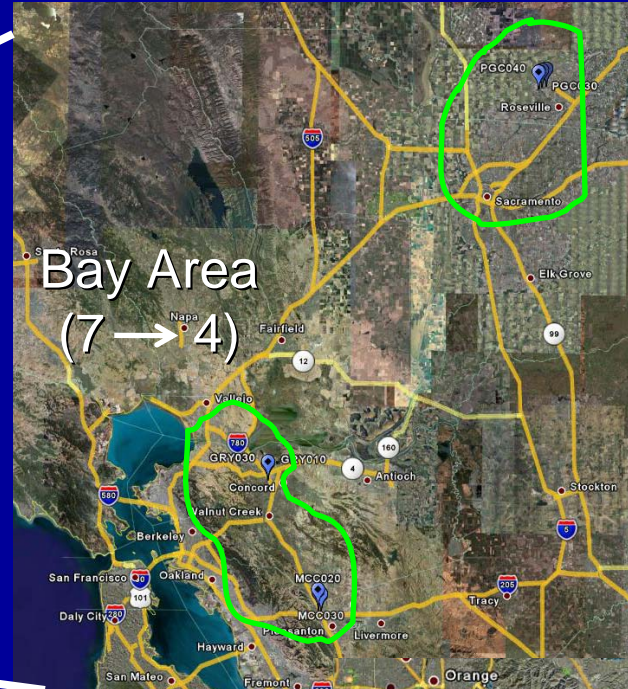 PGC040
PGC030
Roseville
505
Sacramento
Rosa
Bay Area
Elk Grove
(7 → 4)
Napa
Fairfield
99
12
Vallejo
780
160
GRY030 GRY010
4
Antioch
Concord
580
Stockton
Walnut Creek
5
Berkeley
San Francisco
Oakland
MCC020
205
101
Tracy
Daly City
280
MCC030
Pleasanton
Livermore
Hayward
San Mateo
Fremont
Orange